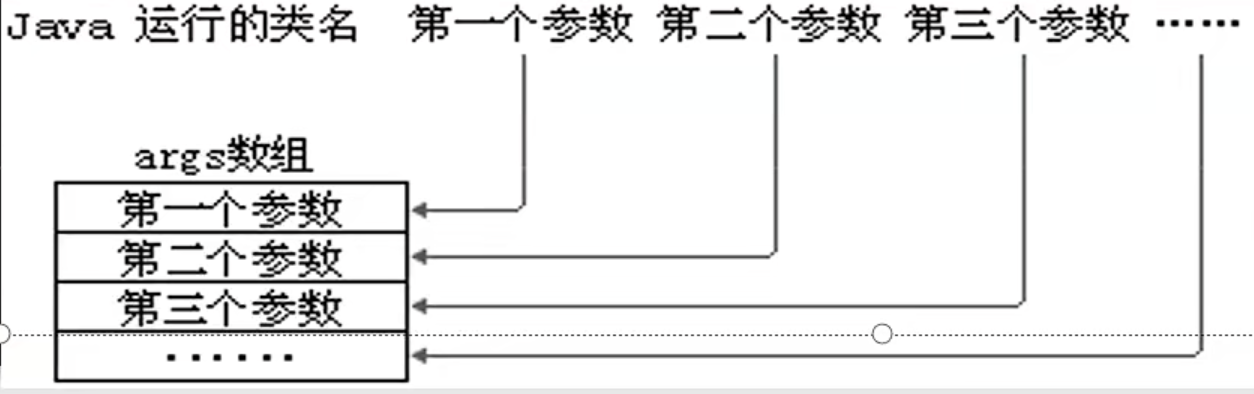 Java 运行的类名 第一个参数 第二个参数 第三个参数 ······
args数组
第一个参数
第二个参数
第三个参数
······